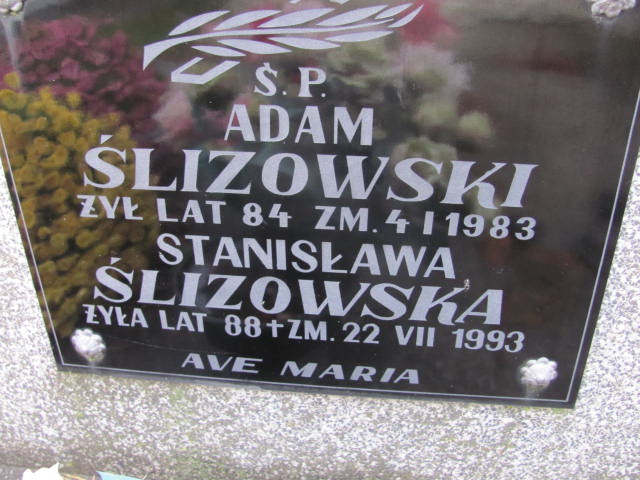 Ś.P.
ADAM
ŚLIZOWSKI
ŻYŁ LAT 84 ZM. 4 I 1983
STANISŁAWA
ŚLIZOWSKA
ŻYŁA LAT 88 + ZM. 22 VII 1993
AVE MARIA